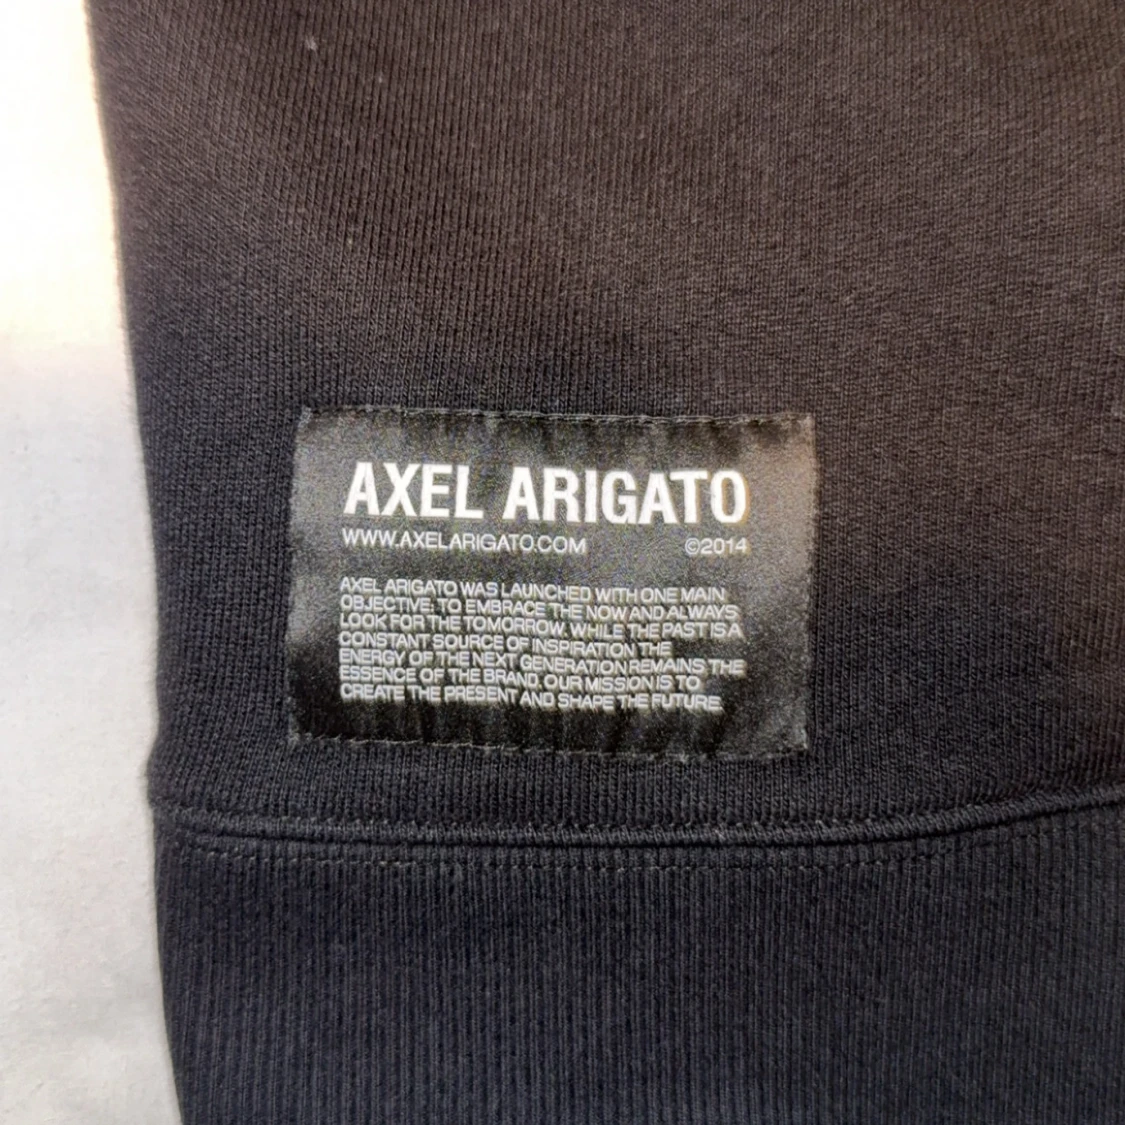 AXEL ARIGATO
WWW.AXELARIGATO.COM ©2014
AXEL ARIGATO WAS LAUNCHED WITH ONE MAIN
OBJECTIVE: TO EMBRACE THE NOW AND ALWAYS
LOOK FOR THE TOMORROW. WHILE THE PAST IS A
CONSTANT SOURCE OF INSPIRATION THE
ENERGY OF THE NEXT GENERATION REMAINS THE
ESSENCE OF THE BRAND. OUR MISSION IS TO
CREATE THE PRESENT AND SHAPE THE FUTURE.